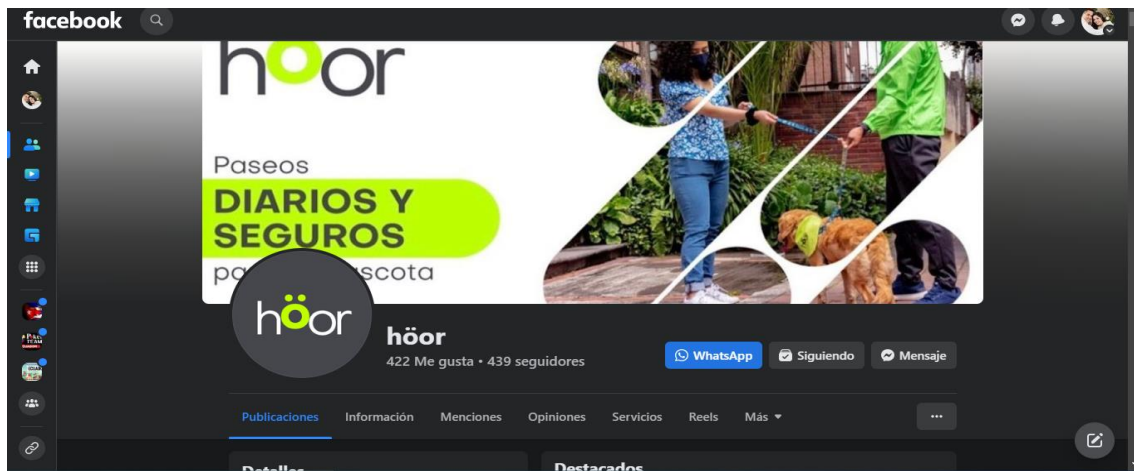 facebook
höor
Paseos
DIARIOS Y
SEGUROS
höor
höor
422 Me gusta • 439 seguidores
WhatsApp
Siguiendo
Mensaje
Publicaciones
Información
Menciones
Opiniones
Servicios
Reels
Más
Destacados